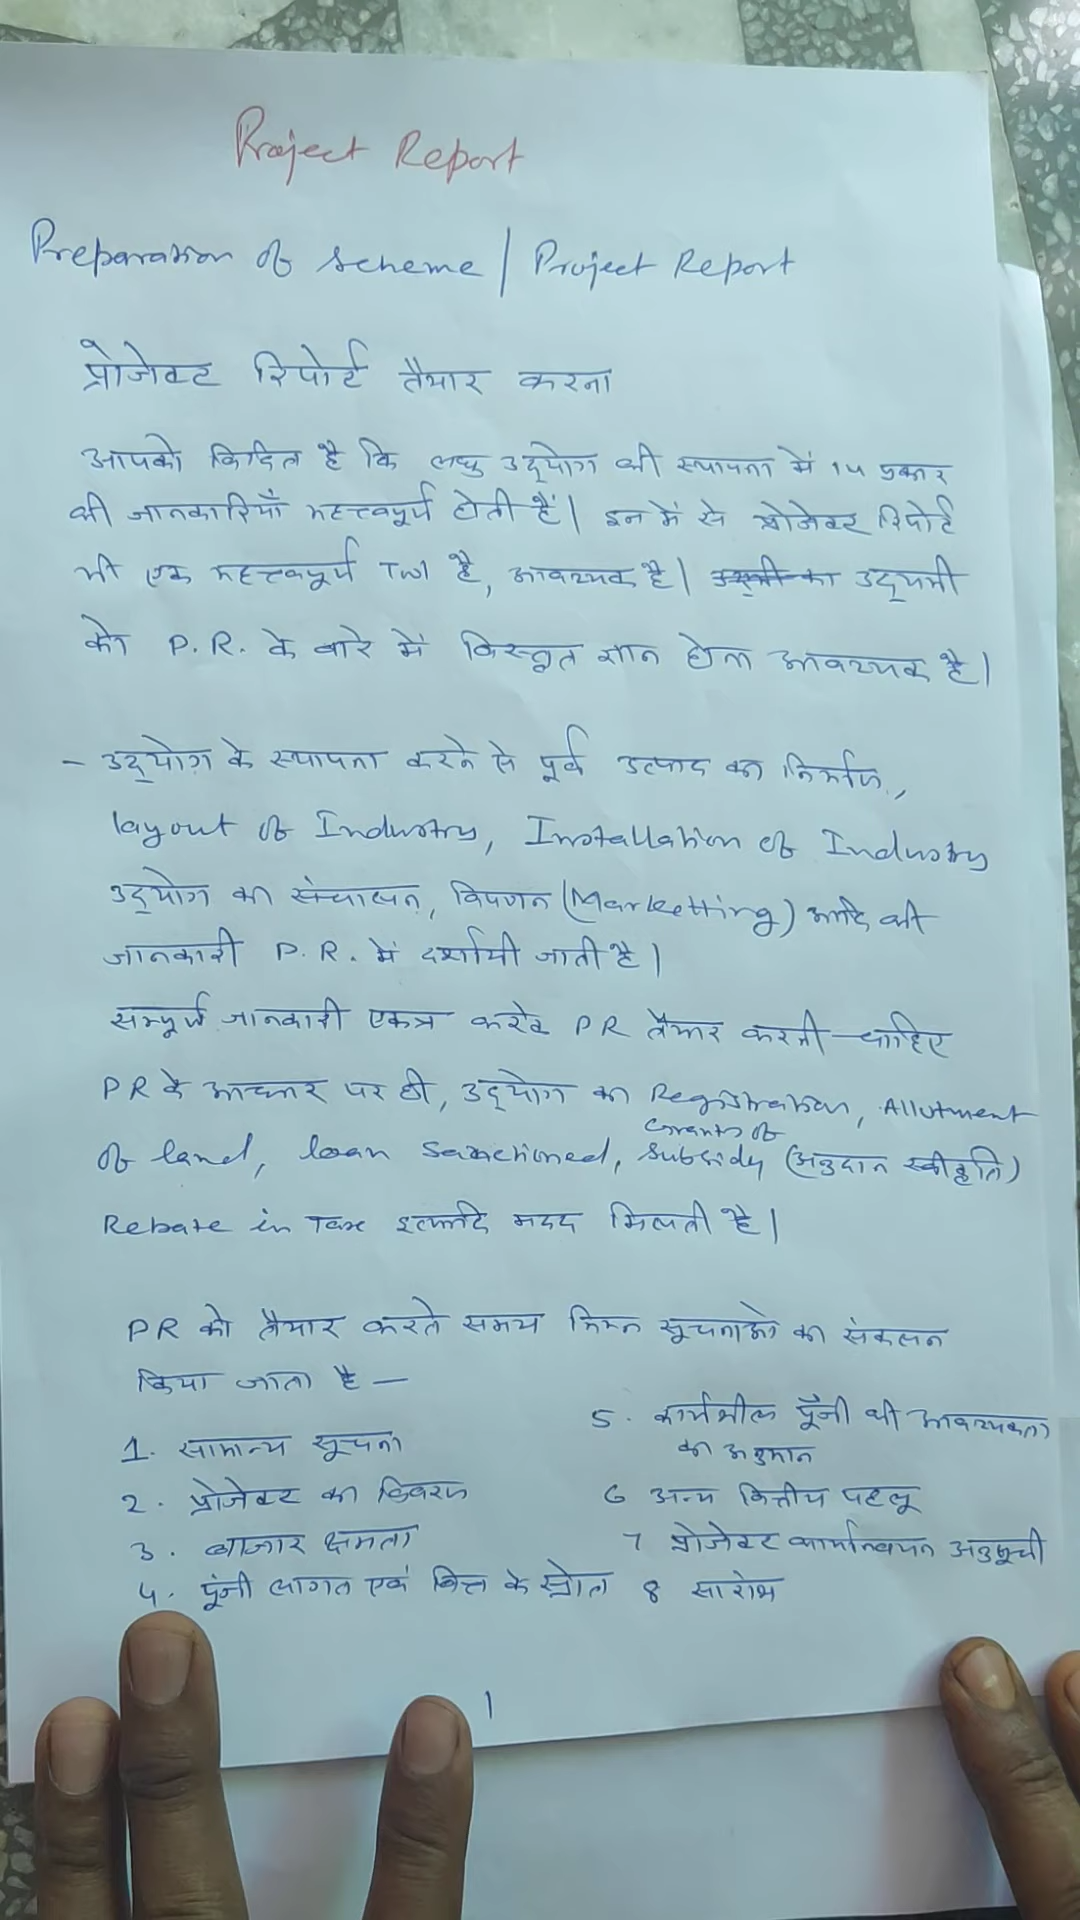 Project Report
Preparation of scheme / Project Report
प्रोजेक्ट रिपोर्ट तैयार करना
आपको विदित है कि लघु उद्योग की स्थापना में 14 प्रकार
की जानकारियाँ महत्त्वपूर्ण होती हैं। इन में से प्रोजेक्ट रिपोर्ट
भी एक महत्त्वपूर्ण है, आवश्यक है। उद्यमी
को P.R. के बारे में विस्तृत ज्ञान होना आवश्यक है।
- उद्योग के स्थापना करने से पूर्व उत्पाद का निर्माण,
layout of Industry, Installation of Industry
उद्योग का संचालन, विपणन (Marketting) आदि की
जानकारी P.R. में दर्शायी जाती है।
सम्पूर्ण जानकारी एकत्र करके PR तैयार करनी चाहिए
PR के आधार पर ही, उद्योग का Registration, Allotment
of land, loan sanctioned, Grants of subsidy (अनुदान स्वीकृति)
Rebate in Tax इत्यादि मदद मिलती है।
PR को तैयार करते समय निम्न सूचनाओं का संकलन
किया जाता है —
1. सामान्य सूचना
2. प्रोजेक्ट का विवरण
3. बाजार क्षमता
4. पूंजी लागत एवं वित्त के स्त्रोत
5. कार्यशील पूँजी की आवश्यकता
का अनुमान
6 अन्य वित्तीय पहलू
7 प्रोजेक्ट कार्यान्वयन अनुसूची
8 सारांश
1